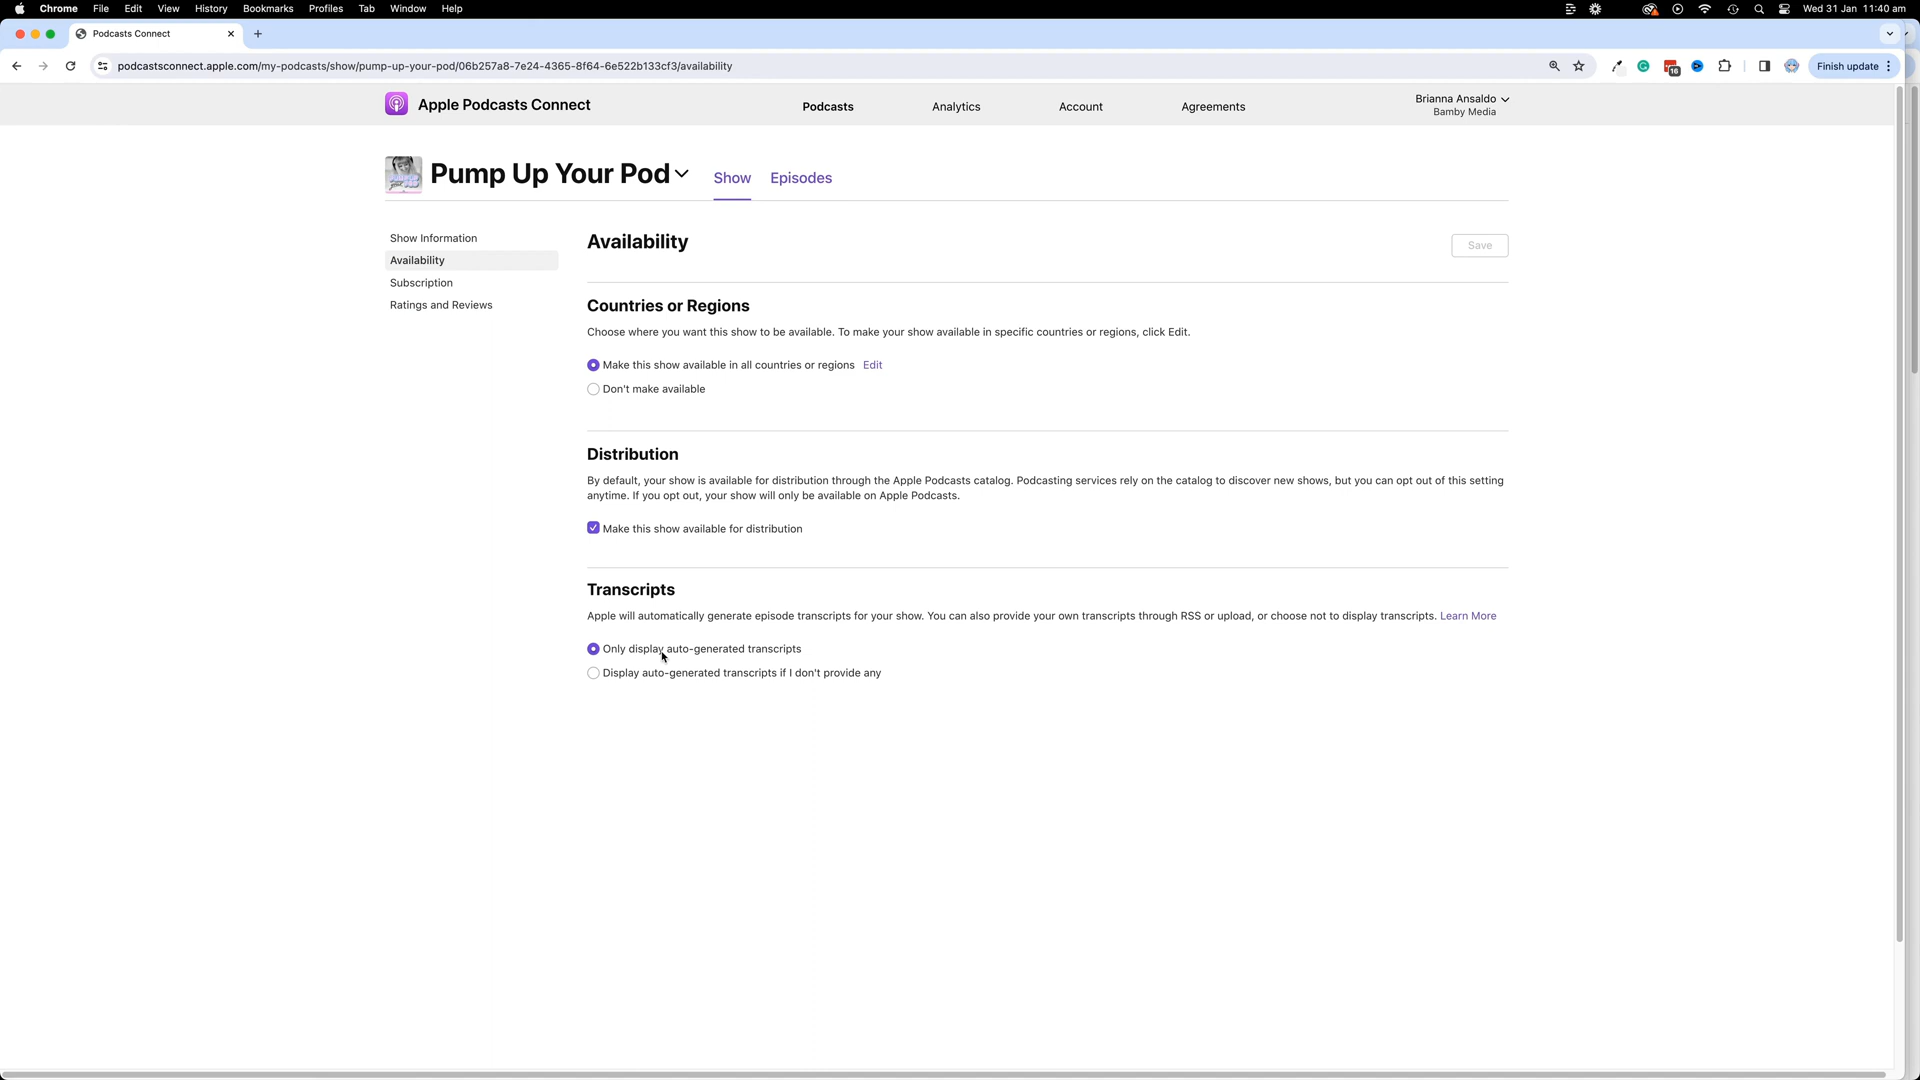 Chrome File Edit View History Bookmarks Profiles Tab Window Help Wed 31 Jan 11:40 am
Podcasts Connect
podcastsconnect.apple.com/my-podcasts/show/pump-up-your-pod/06b257a8-7e24-4365-8f64-6e522b133cf3/availability 16 Finish update
Apple Podcasts Connect Podcasts Analytics Account Agreements Brianna Ansaldo
Bamby Media
Pump Up Your Pod Show Episodes
Show Information
Availability
Subscription
Ratings and Reviews
Availability Save
Countries or Regions
Choose where you want this show to be available. To make your show available in specific countries or regions, click Edit.
Make this show available in all countries or regions Edit
Don't make available
Distribution
By default, your show is available for distribution through the Apple Podcasts catalog. Podcasting services rely on the catalog to discover new shows, but you can opt out of this setting
anytime. If you opt out, your show will only be available on Apple Podcasts.
Make this show available for distribution
Transcripts
Apple will automatically generate episode transcripts for your show. You can also provide your own transcripts through RSS or upload, or choose not to display transcripts. Learn More
Only display auto-generated transcripts
Display auto-generated transcripts if I don't provide any